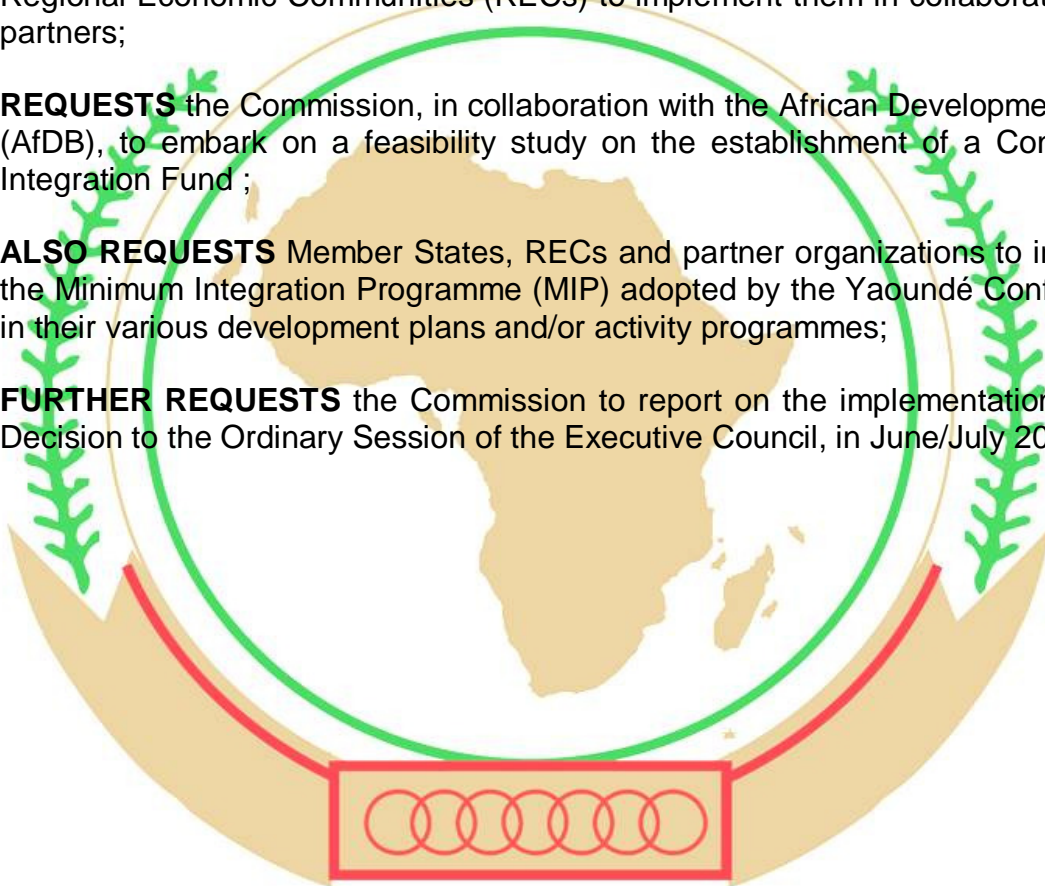 Regional Economic Communities (RECs) to implement them in collaborat
partners;
REQUESTS the Commission, in collaboration with the African Developme
(AfDB), to embark on a feasibility study on the establishment of a Con
Integration Fund ;
ALSO REQUESTS Member States, RECs and partner organizations to in
the Minimum Integration Programme (MIP) adopted by the Yaoundé Conf
in their various development plans and/or activity programmes;
FURTHER REQUESTS the Commission to report on the implementation
Decision to the Ordinary Session of the Executive Council, in June/July 20